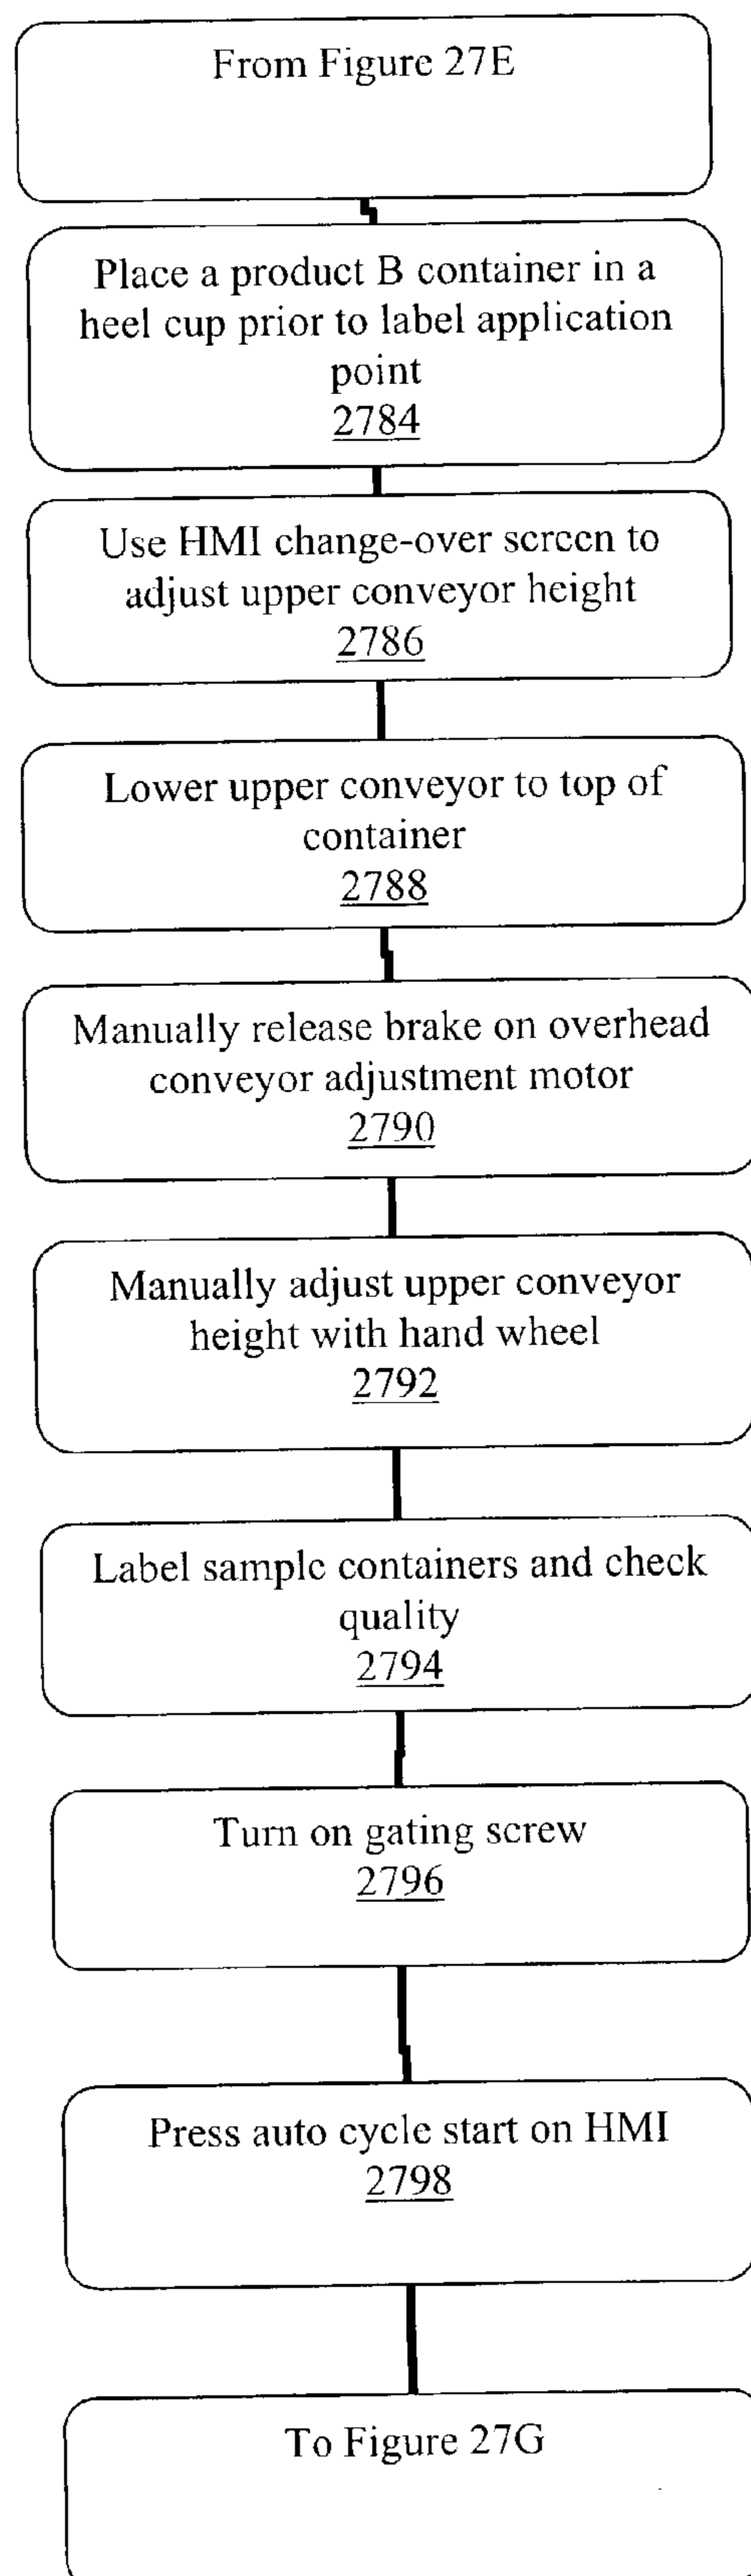 From Figure 27E
Place a product B container in a
heel cup prior to label application
point
2784
Use HMI change-over screen to
adjust upper conveyor height
2786
Lower upper conveyor to top of
container
2788
Manually release brake on overhead
conveyor adjustment motor
2790
Manually adjust upper conveyor
height with hand wheel
2792
Label sample containers and check
quality
2794
Turn on gating screw
2796
Press auto cycle start on HMI
2798
To Figure 27G